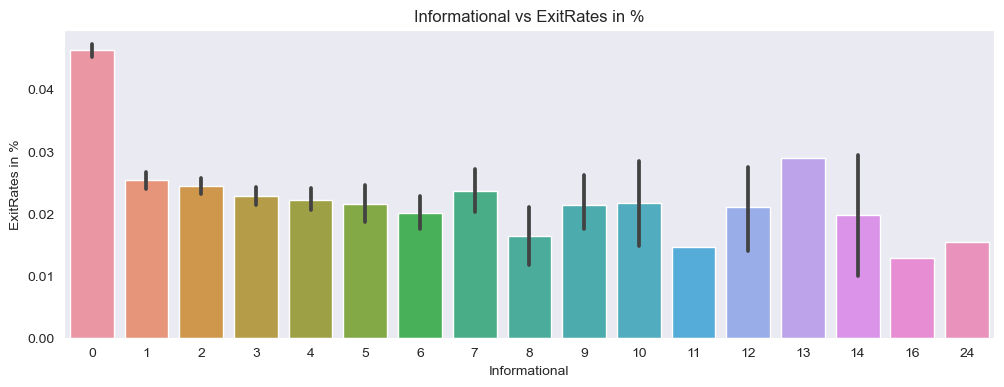 Informational vs ExitRates in %
ExitRates in %
0.04
0.03
0.02
0.01
0.00
0 1 2 3 4 5 6 7 8 9 10 11 12 13 14 16 24
Informational